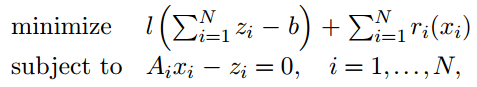 minimize l(∑_{i=1}^{N} z_i − b) + ∑_{i=1}^{N} r_i(x_i)
subject to A_i x_i − z_i = 0, i = 1, . . . , N,